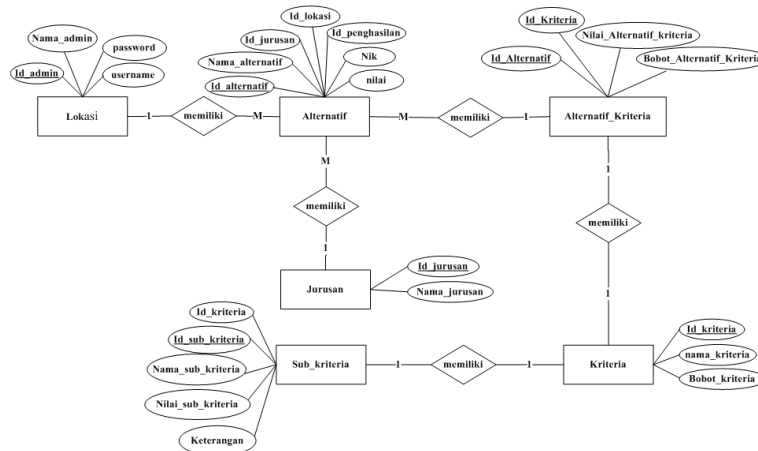 Id_lokasi
Nama_admin
Id_jurusan
Id_penghasilan
Id_Kriteria
password
Nama_alternatif
Nik
Nilai_Alternatif_kriteria
Id_admin
username
Id_alternatif
nilai
Id_Alternatif
Bobot_Alternatif_Kriteria
Lokasi
1
memiliki
M
Alternatif
M
memiliki
1
Alternatif_Kriteria
M
memiliki
1
1
memiliki
1
Jurusan
Id_jurusan
Nama_jurusan
Id_kriteria
Id_sub_kriteria
Nama_sub_kriteria
Nilai_sub_kriteria
Keterangan
Sub_kriteria
1
memiliki
1
Kriteria
Id_kriteria
nama_kriteria
Bobot_kriteria